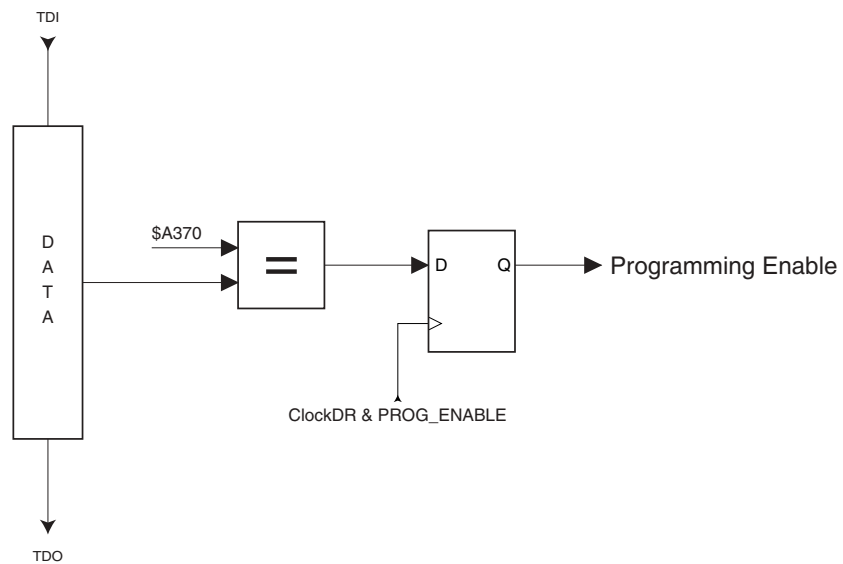 TDI
D
A
T
A
$A370
=
D
Q
Programming Enable
ClockDR & PROG_ENABLE
TDO